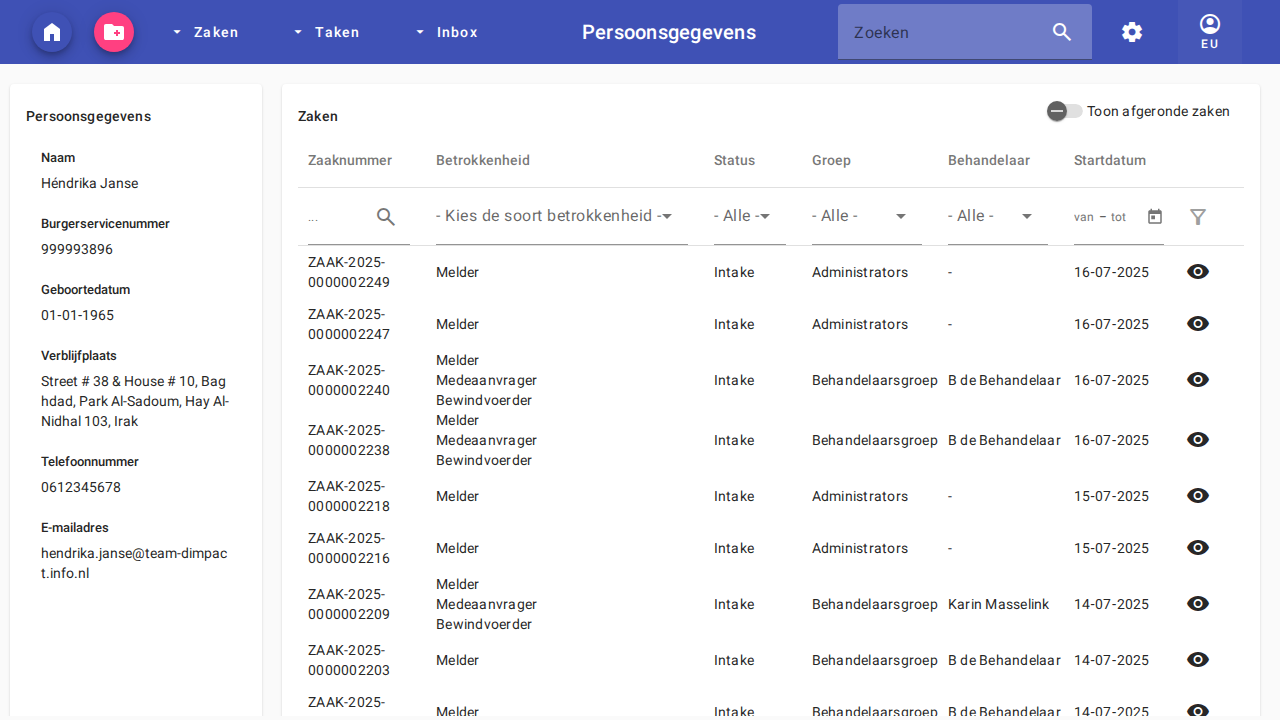 Zaken
Taken
Inbox
Persoonsgegevens
Zoeken
EU
Persoonsgegevens
Naam
Héndrika Janse
Burgerservicenummer
999993896
Geboortedatum
01-01-1965
Verblijfplaats
Street # 38 & House # 10, Bag
hdad, Park Al-Sadoum, Hay Al-
Nidhal 103, Irak
Telefoonnummer
0612345678
E-mailadres
hendrika.janse@team-dimpac
t.info.nl
Zaken
Toon afgeronde zaken
Zaaknummer Betrokkenheid Status Groep Behandelaar Startdatum
... - Kies de soort betrokkenheid - - Alle - - Alle - - Alle - van – tot
ZAAK-2025-
0000002249 Melder Intake Administrators - 16-07-2025
ZAAK-2025-
0000002247 Melder Intake Administrators - 16-07-2025
ZAAK-2025-
0000002240
Melder
Medeaanvrager
Bewindvoerder
Intake Behandelaarsgroep B de Behandelaar 16-07-2025
ZAAK-2025-
0000002238
Melder
Medeaanvrager
Bewindvoerder
Intake Behandelaarsgroep B de Behandelaar 16-07-2025
ZAAK-2025-
0000002218 Melder Intake Administrators - 15-07-2025
ZAAK-2025-
0000002216 Melder Intake Administrators - 15-07-2025
ZAAK-2025-
0000002209
Melder
Medeaanvrager
Bewindvoerder
Intake Behandelaarsgroep Karin Masselink 14-07-2025
ZAAK-2025-
0000002203 Melder Intake Behandelaarsgroep B de Behandelaar 14-07-2025
ZAAK-2025-
Melder Intake Behandelaarsgroep B de Behandelaar 14-07-2025